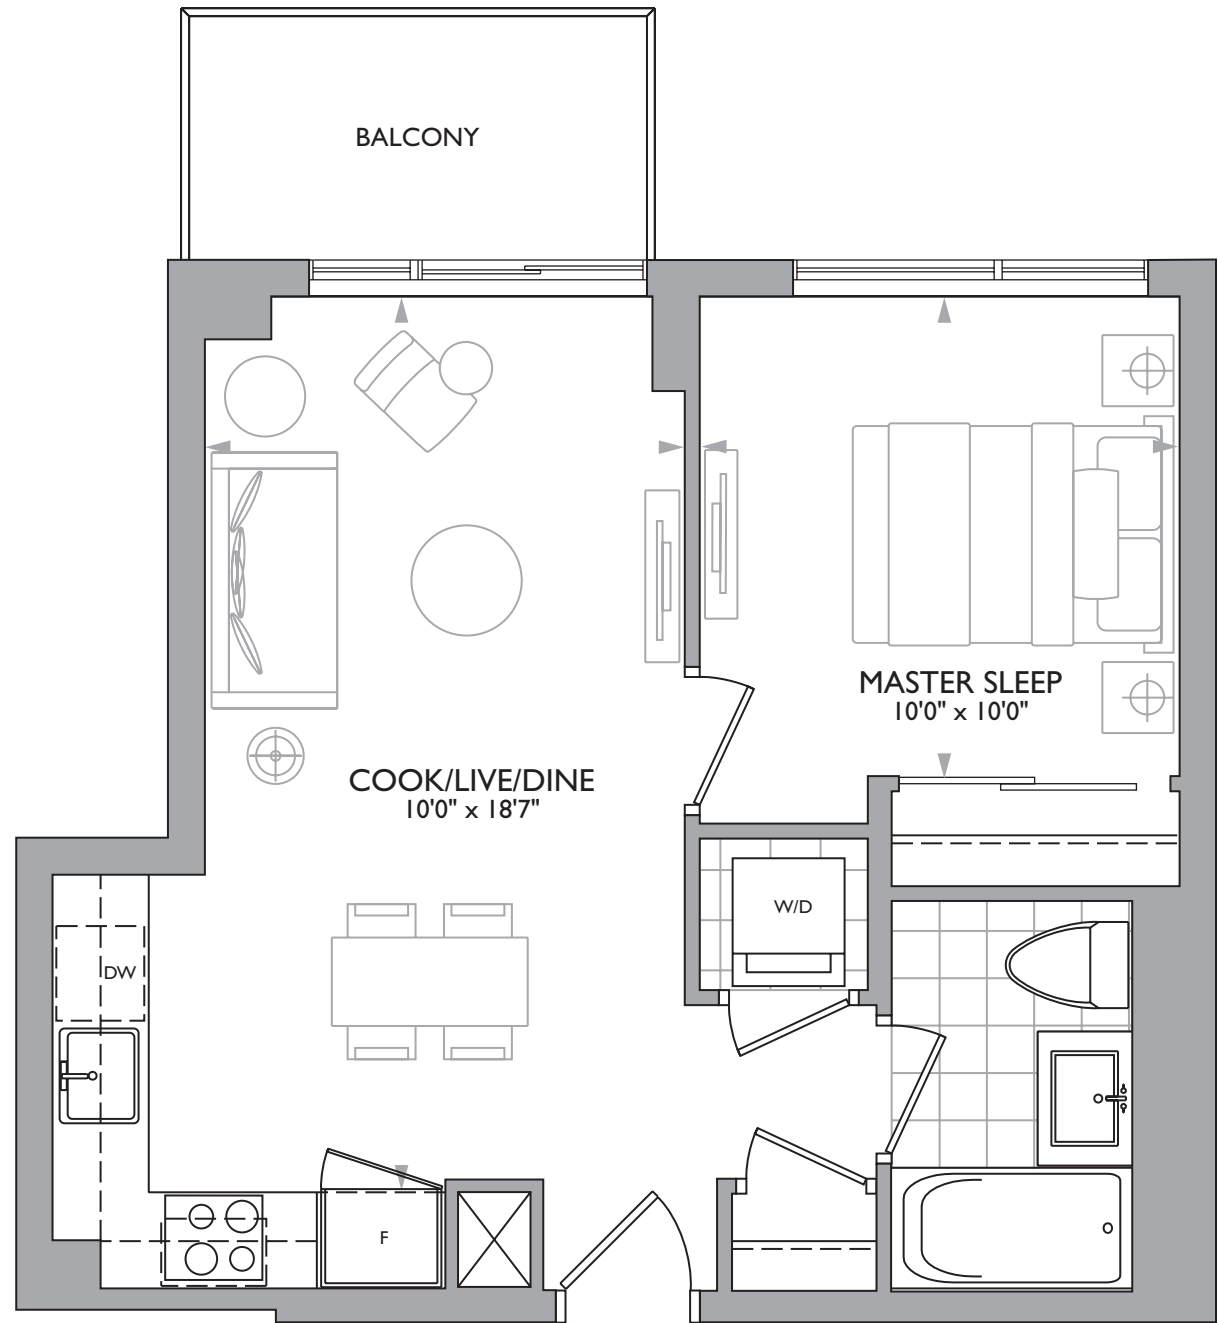 BALCONY
MASTER SLEEP
10'0" x 10'0"
COOK/LIVE/DINE
10'0" x 18'7"
W/D
DW
F